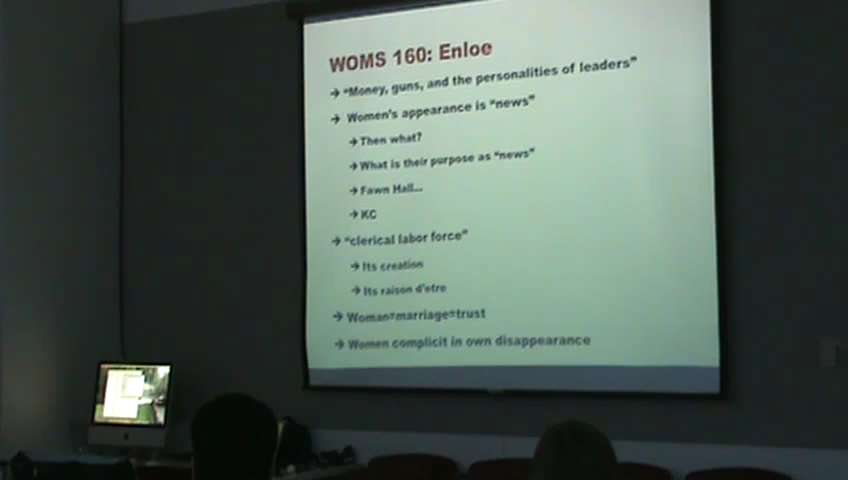 WOMS 160: Enloe
→ "Money, guns, and the personalities of leaders"
→ Women's appearance is "news"
→ Then what?
→ What is their purpose as "news"
→ Fawn Hall...
→ KC
→ "clerical labor force"
→ Its creation
→ Its raison d'etre
→ Woman=marriage=trust
→ Women complicit in own disappearance